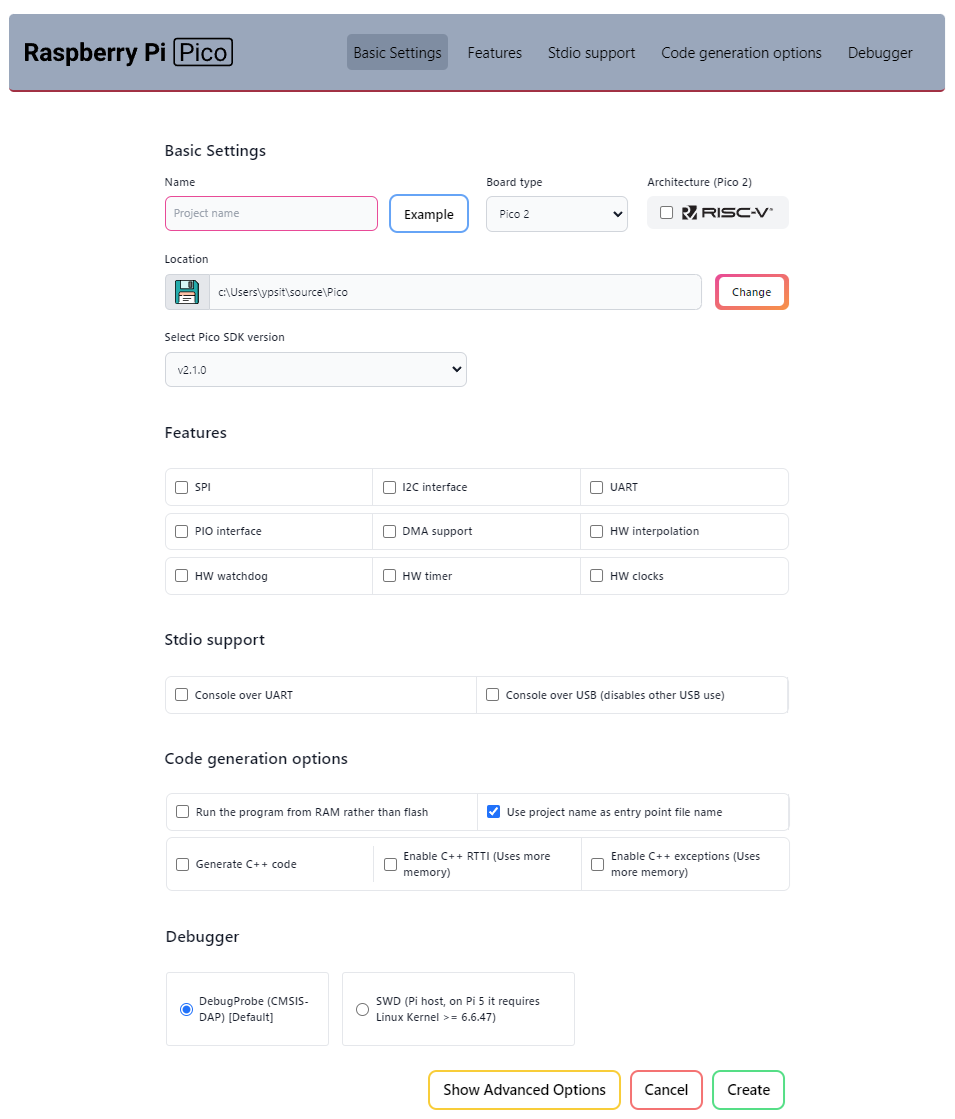 Raspberry Pi Pico
Basic Settings
Features
Stdio support
Code generation options
Debugger
Basic Settings
Name
Board type
Architecture (Pico 2)
Project name
Example
Pico 2
RISC-V
Location
c:\Users\ypsit\source\Pico
Change
Select Pico SDK version
v2.1.0
Features
SPI
I2C interface
UART
PIO interface
DMA support
HW interpolation
HW watchdog
HW timer
HW clocks
Stdio support
Console over UART
Console over USB (disables other USB use)
Code generation options
Run the program from RAM rather than flash
Use project name as entry point file name
Generate C++ code
Enable C++ RTTI (Uses more
memory)
Enable C++ exceptions (Uses
more memory)
Debugger
DebugProbe (CMSIS-
DAP) [Default]
SWD (Pi host, on Pi 5 it requires
Linux Kernel >= 6.6.47)
Show Advanced Options
Cancel
Create